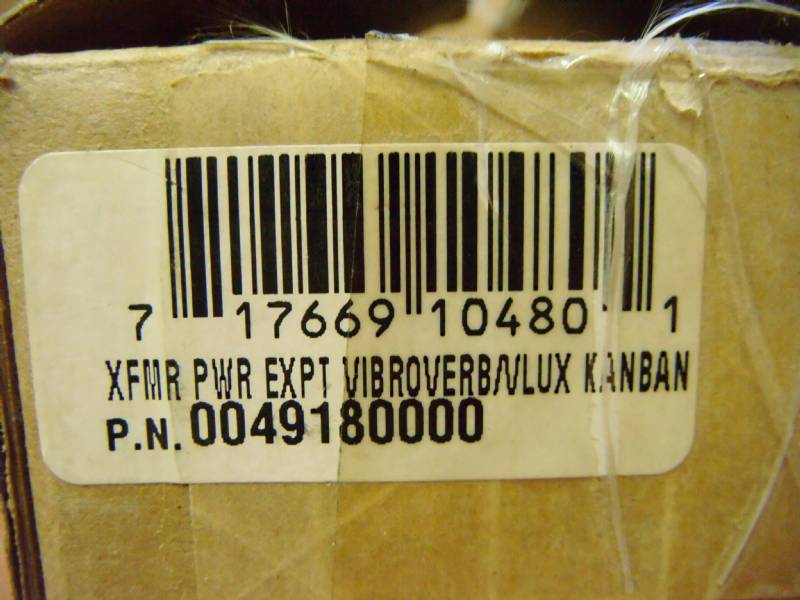 7 17669 10480 1
XFMR PWR EXPT VIBROVERB/VLUX KANBAN
P.N. 0049180000